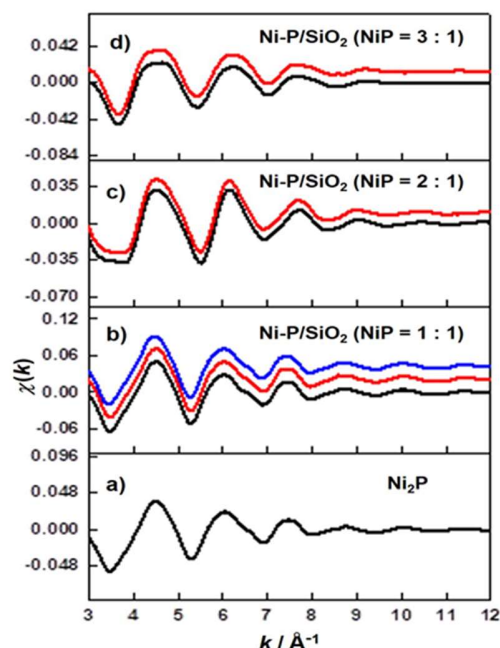 d) Ni-P/SiO₂ (NiP = 3 : 1)
0.042
0.000
-0.042
-0.084
c) Ni-P/SiO₂ (NiP = 2 : 1)
0.035
0.000
-0.035
-0.070
b) Ni-P/SiO₂ (NiP = 1 : 1)
0.12
0.06
0.00
-0.06
χ(k)
a) Ni₂P
0.096
0.048
0.000
-0.048
3 4 5 6 7 8 9 10 11 12
k / Å⁻¹